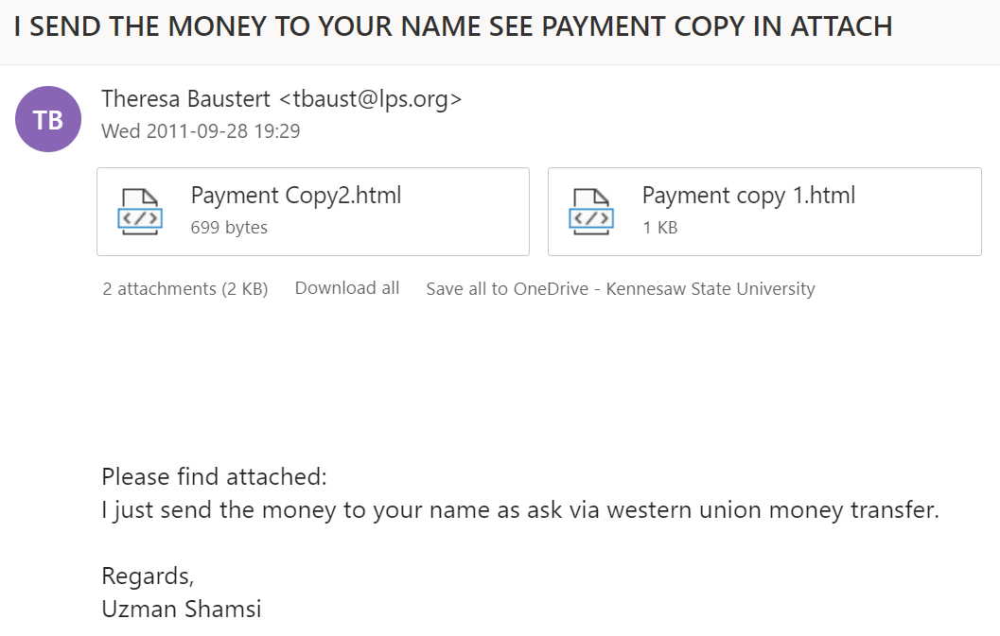 I SEND THE MONEY TO YOUR NAME SEE PAYMENT COPY IN ATTACH
TB
Theresa Baustert <tbaust@lps.org>
Wed 2011-09-28 19:29
Payment Copy2.html
699 bytes
Payment copy 1.html
1 KB
2 attachments (2 KB) Download all Save all to OneDrive - Kennesaw State University
Please find attached:
I just send the money to your name as ask via western union money transfer.
Regards,
Uzman Shamsi